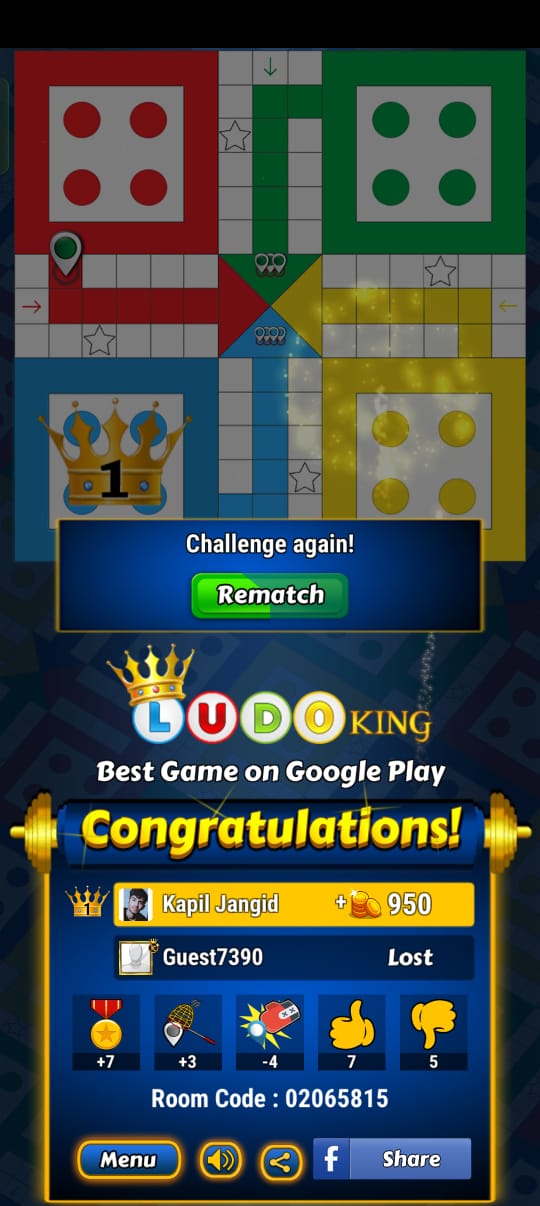 1
Challenge again!
Rematch
LUDO KING
Best Game on Google Play
Congratulations!
1 Kapil Jangid + 950
Guest7390 Lost
+7 +3 -4 7 5
Room Code : 02065815
Menu f Share